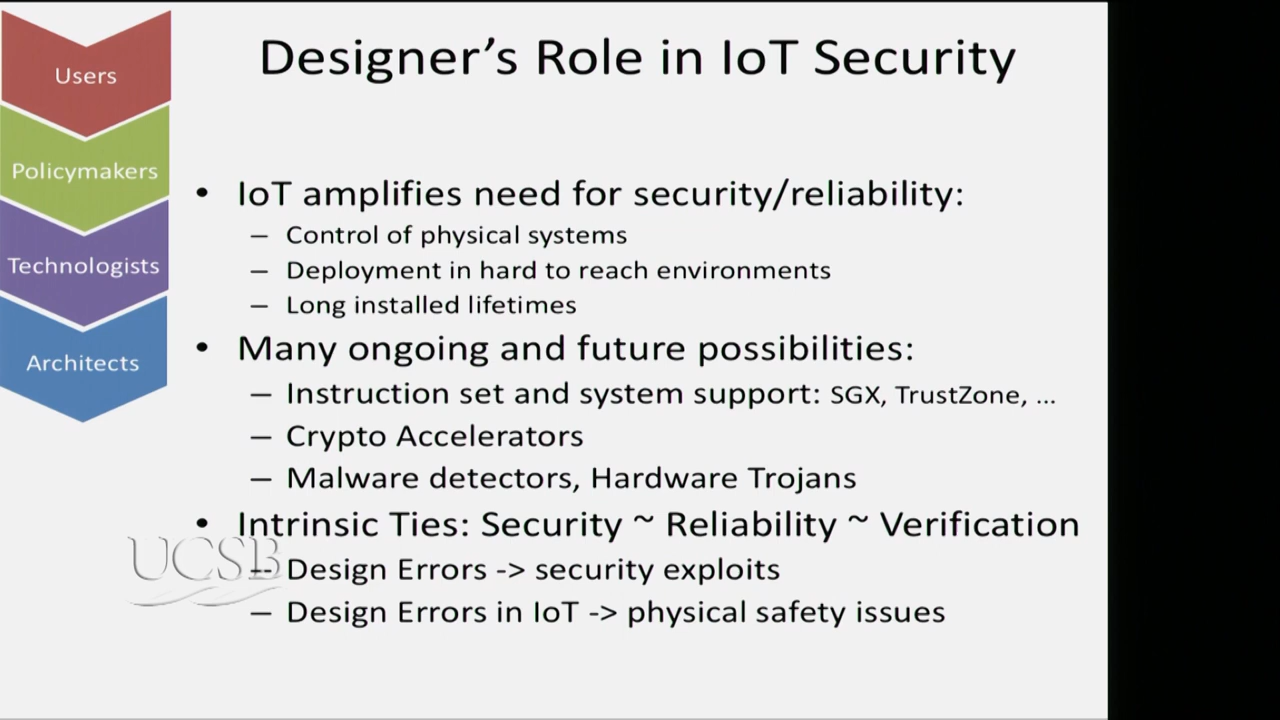 Designer’s Role in IoT Security
Users
Policymakers
Technologists
Architects
• IoT amplifies need for security/reliability:
– Control of physical systems
– Deployment in hard to reach environments
– Long installed lifetimes
• Many ongoing and future possibilities:
– Instruction set and system support: SGX, TrustZone, ...
– Crypto Accelerators
– Malware detectors, Hardware Trojans
• Intrinsic Ties: Security ~ Reliability ~ Verification
– Design Errors -> security exploits
– Design Errors in IoT -> physical safety issues
UCSB